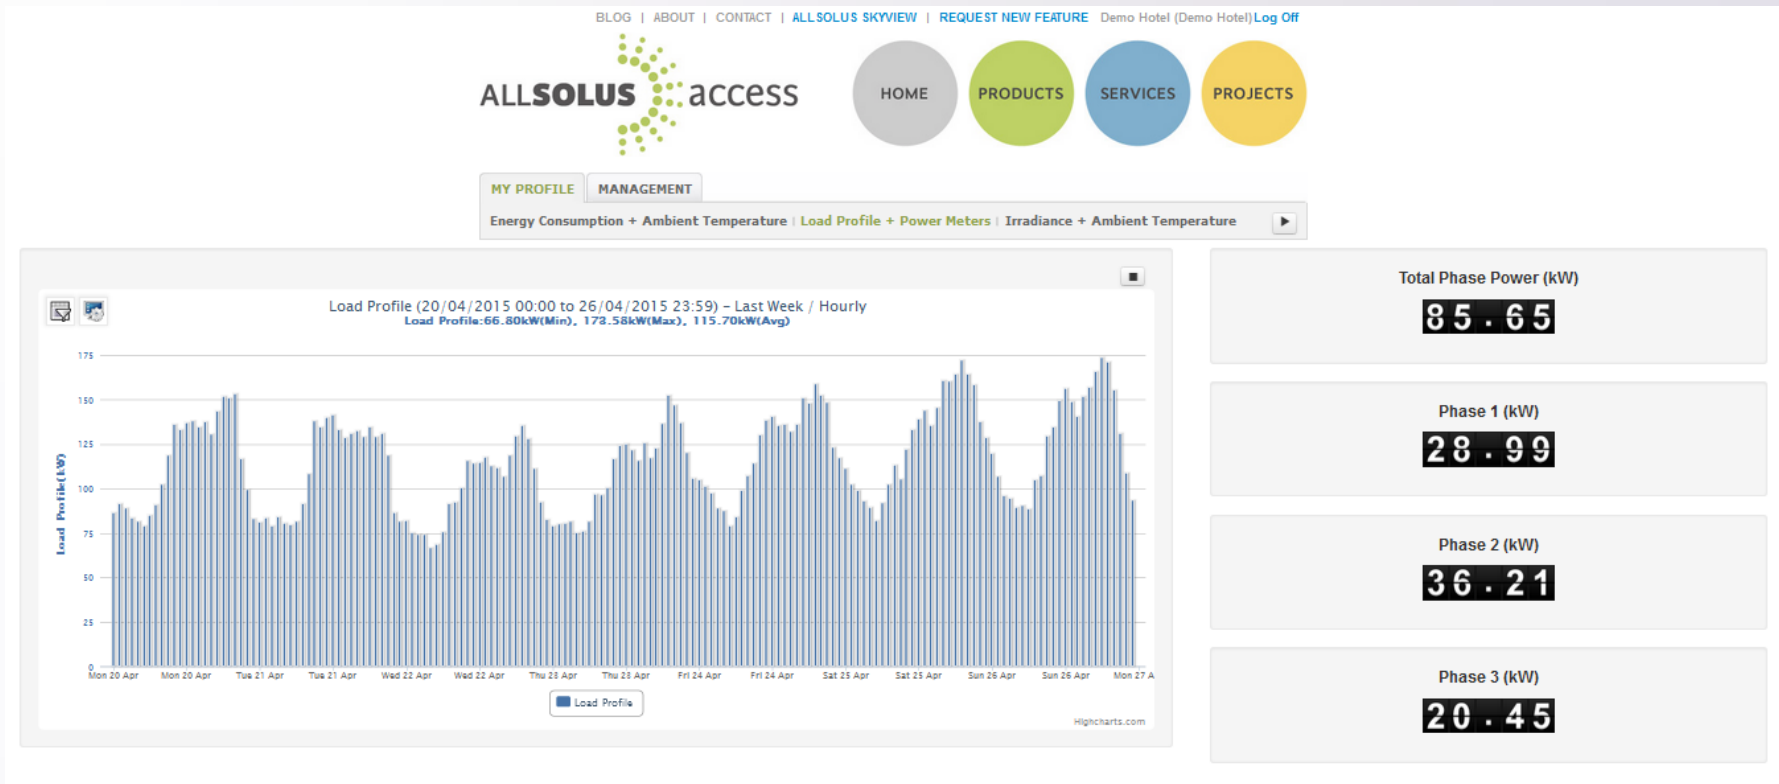 BLOG | ABOUT | CONTACT | ALLSOLUS SKYVIEW | REQUEST NEW FEATURE Demo Hotel (Demo Hotel) Log Off
ALLSOLUS access
HOME
PRODUCTS
SERVICES
PROJECTS
MY PROFILE
MANAGEMENT
Energy Consumption + Ambient Temperature | Load Profile + Power Meters | Irradiance + Ambient Temperature
Load Profile (20/04/2015 00:00 to 26/04/2015 23:59) – Last Week / Hourly
Load Profile:66.80kW(Min), 173.58kW(Max), 115.70kW(Avg)
Load Profile(kW)
175
150
125
100
75
50
25
0
Mon 20 Apr Mon 20 Apr Tue 21 Apr Tue 21 Apr Wed 22 Apr Wed 22 Apr Thu 23 Apr Thu 23 Apr Fri 24 Apr Fri 24 Apr Sat 25 Apr Sat 25 Apr Sun 26 Apr Sun 26 Apr Mon 27 A
Load Profile
Highcharts.com
Total Phase Power (kW)
85.65
Phase 1 (kW)
28.99
Phase 2 (kW)
36.21
Phase 3 (kW)
20.45